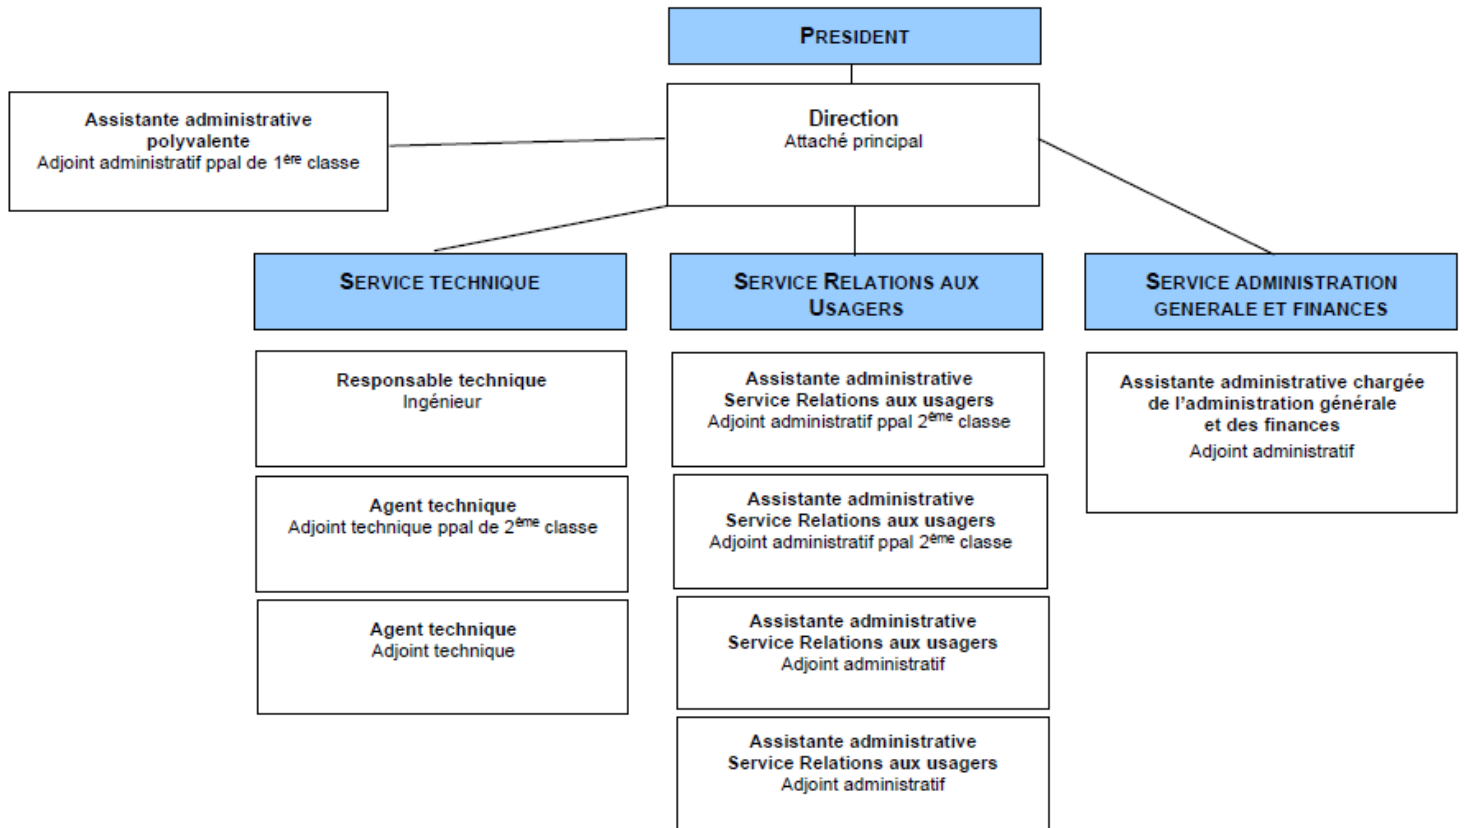 PRESIDENT
Direction
Attaché principal
Assistante administrative
polyvalente
Adjoint administratif ppal de 1ère classe
SERVICE TECHNIQUE
Responsable technique
Ingénieur
Agent technique
Adjoint technique ppal de 2ème classe
Agent technique
Adjoint technique
SERVICE RELATIONS AUX
USAGERS
Assistante administrative
Service Relations aux usagers
Adjoint administratif ppal 2ème classe
Assistante administrative
Service Relations aux usagers
Adjoint administratif ppal 2ème classe
Assistante administrative
Service Relations aux usagers
Adjoint administratif
Assistante administrative
Service Relations aux usagers
Adjoint administratif
SERVICE ADMINISTRATION
GENERALE ET FINANCES
Assistante administrative chargée
de l'administration générale
et des finances
Adjoint administratif